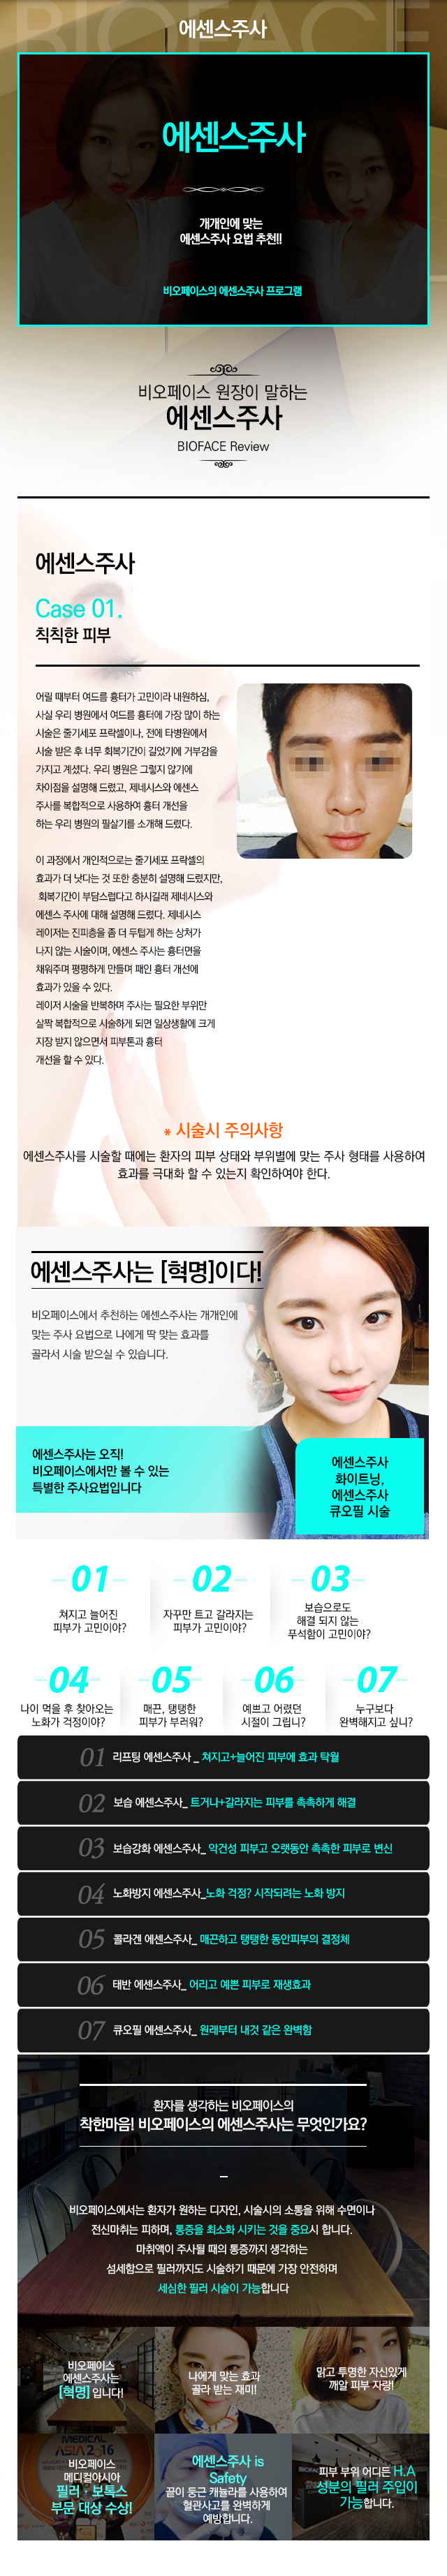 BIOFACE
에센스주사
에센스주사
개개인에 맞는
에센스주사 요법 추천!!
비오페이스의 에센스주사 프로그램
비오페이스 원장이 말하는
에센스주사
BIOFACE Review
에센스주사
Case 01.
칙칙한 피부
어릴 때부터 여드름 흉터가 고민이라 내원하심,
사실 우리 병원에서 여드름 흉터에 가장 많이 하는
시술은 줄기세포 프락셀이나, 전에 타병원에서
시술 받은 후 너무 회복기간이 길었기에 거부감을
가지고 계셨다. 우리 병원은 그렇지 않기에
차이점을 설명해 드렸고, 제네시스와 에센스
주사를 복합적으로 사용하여 흉터 개선을
하는 우리 병원의 필살기를 소개해 드렸다.
이 과정에서 개인적으로는 줄기세포 프락셀의
효과가 더 낫다는 것 또한 충분히 설명해 드렸지만,
회복기간이 부담스럽다고 하시길래 제네시스와
에센스 주사에 대해 설명해 드렸다. 제네시스
레이저는 진피층을 좀 더 두텁게 하는 상처가
나지 않는 시술이며, 에센스 주사는 흉터면을
채워주며 평평하게 만들며 패인 흉터 개선에
효과가 있을 수 있다.
레이저 시술을 반복하며 주사는 필요한 부위만
살짝 복합적으로 시술하게 되면 일상생활에 크게
지장 받지 않으면서 피부톤과 흉터
개선을 할 수 있다.
* 시술시 주의사항
에센스주사를 시술할 때에는 환자의 피부 상태와 부위별에 맞는 주사 형태를 사용하여
효과를 극대화 할 수 있는지 확인하여야 한다.
에센스주사는 [혁명]이다!
비오페이스에서 추천하는 에센스주사는 개개인에
맞는 주사 요법으로 나에게 딱 맞는 효과를
골라서 시술 받으실 수 있습니다.
에센스주사는 오직!
비오페이스에서만 볼 수 있는
특별한 주사요법입니다
에센스주사
화이트닝,
에센스주사
큐오필 시술
01
쳐지고 늘어진
피부가 고민이야?
02
자꾸만 트고 갈라지는
피부가 고민이야?
03
보습으로도
해결 되지 않는
푸석함이 고민이야?
04
나이 먹을 후 찾아오는
노화가 걱정이야?
05
매끈, 탱탱한
피부가 부러워?
06
예쁘고 어렸던
시절이 그립니?
07
누구보다
완벽해지고 싶니?
01 리프팅 에센스주사 _ 쳐지고+늘어진 피부에 효과 탁월
02 보습 에센스주사_ 트거나+갈라지는 피부를 촉촉하게 해결
03 보습강화 에센스주사_ 악건성 피부고 오랫동안 촉촉한 피부로 변신
04 노화방지 에센스주사_노화 걱정? 시작되려는 노화 방지
05 콜라겐 에센스주사_ 매끈하고 탱탱한 동안피부의 결정체
06 태반 에센스주사_ 어리고 예쁜 피부로 재생효과
07 큐오필 에센스주사_ 원래부터 내것 같은 완벽함
환자를 생각하는 비오페이스의
착한마음! 비오페이스의 에센스주사는 무엇인가요?
비오페이스에서는 환자가 원하는 디자인, 시술시의 소통을 위해 수면이나
전신마취는 피하며, 통증을 최소화 시키는 것을 중요시 합니다.
마취액이 주사될 때의 통증까지 생각하는
섬세함으로 필러까지도 시술하기 때문에 가장 안전하며
세심한 필러 시술이 가능합니다
비오페이스
에센스주사는
[혁명] 입니다!
나에게 맞는 효과
골라 받는 재미!
맑고 투명한 자신있게
깨알 피부 자랑!
MEDICAL
ASIA 2016
비오페이스
메디컬아시아
필러 · 보톡스
부문 대상 수상!
에센스주사 is
Safety
끝이 둥근 캐뉼라를 사용하여
혈관사고를 완벽하게
예방합니다.
BIOFACE
피부 부위 어디든 H.A
성분의 필러 주입이
가능합니다.